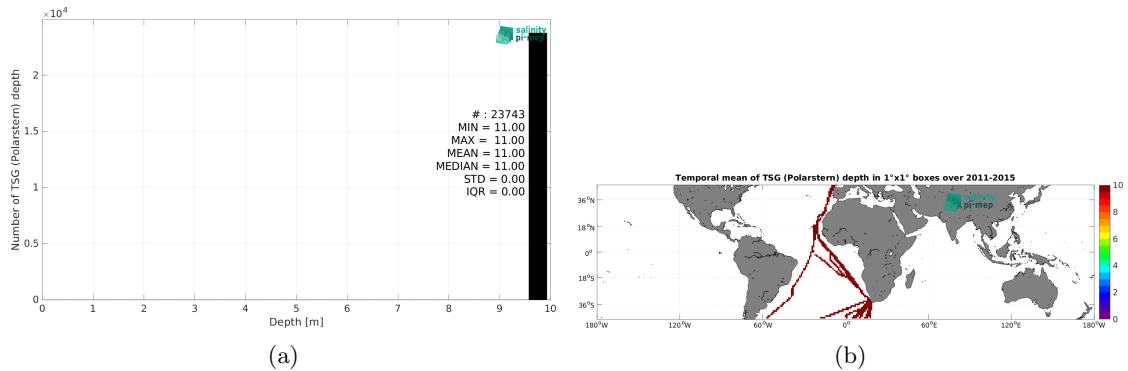 ×10⁴
2
1.5
1
0.5
0
Number of TSG (Polarstern) depth
salinity
pi-mep
# : 23743
MIN = 11.00
MAX = 11.00
MEAN = 11.00
MEDIAN = 11.00
STD = 0.00
IQR = 0.00
0 1 2 3 4 5 6 7 8 9 10
Depth [m]
(a)
Temporal mean of TSG (Polarstern) depth in 1°x1° boxes over 2011-2015
salinity
pi-mep
36°N
18°N
0°
18°S
36°S
180°W 120°W 60°W 0° 60°E 120°E 180°W
10
8
6
4
2
0
(b)